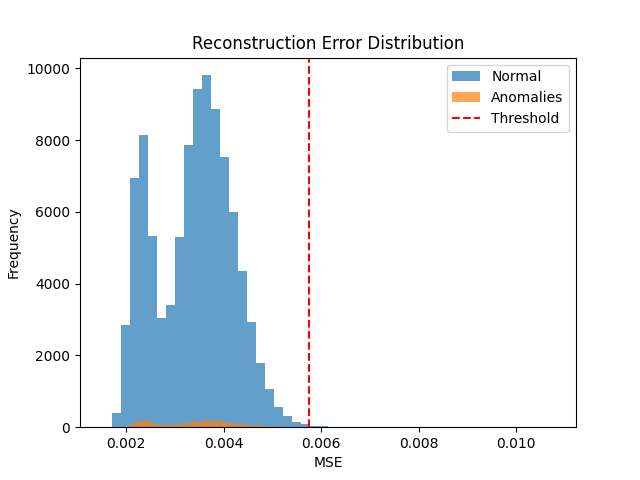 Reconstruction Error Distribution
Normal
Anomalies
Threshold
10000
8000
6000
4000
2000
0
Frequency
0.002 0.004 0.006 0.008 0.010
MSE